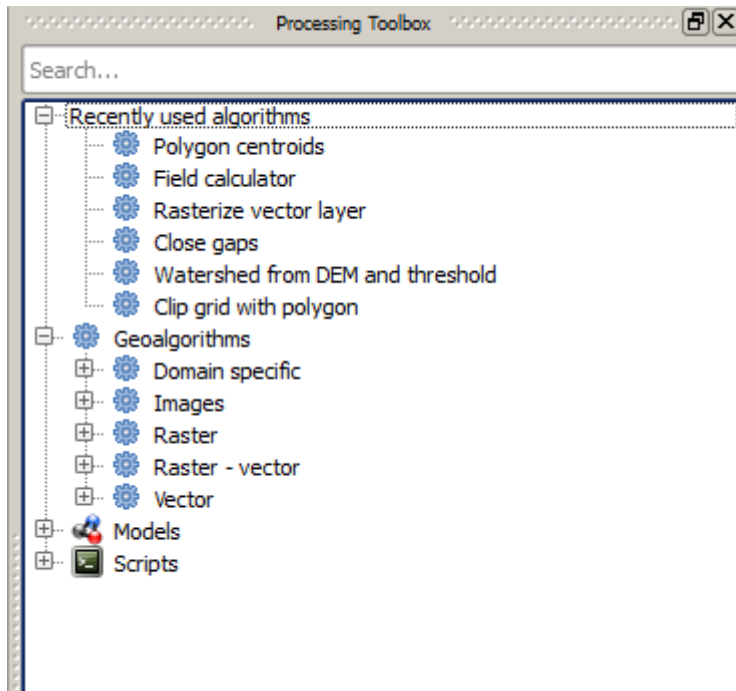 Processing Toolbox
Search...
Recently used algorithms
Polygon centroids
Field calculator
Rasterize vector layer
Close gaps
Watershed from DEM and threshold
Clip grid with polygon
Geoalgorithms
Domain specific
Images
Raster
Raster - vector
Vector
Models
Scripts